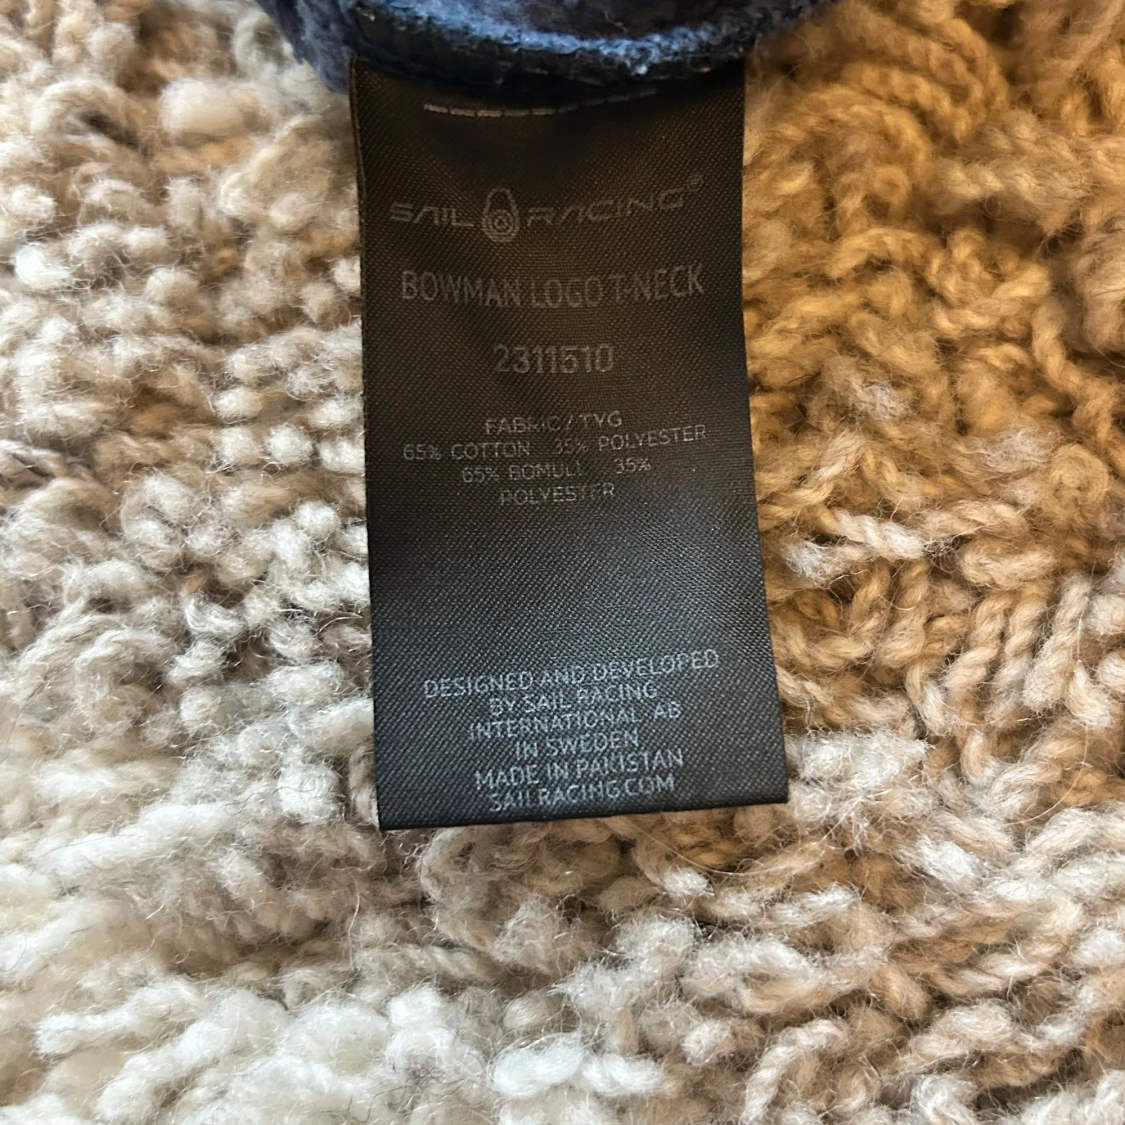 SAIL RACING®
BOWMAN LOGO T-NECK
2311510
FABRIC/TYG
65% COTTON 35% POLYESTER
65% BOMULL 35%
POLYESTER
DESIGNED AND DEVELOPED
BY SAIL RACING
INTERNATIONAL AB
IN SWEDEN
MADE IN PAKISTAN
SAILRACING.COM